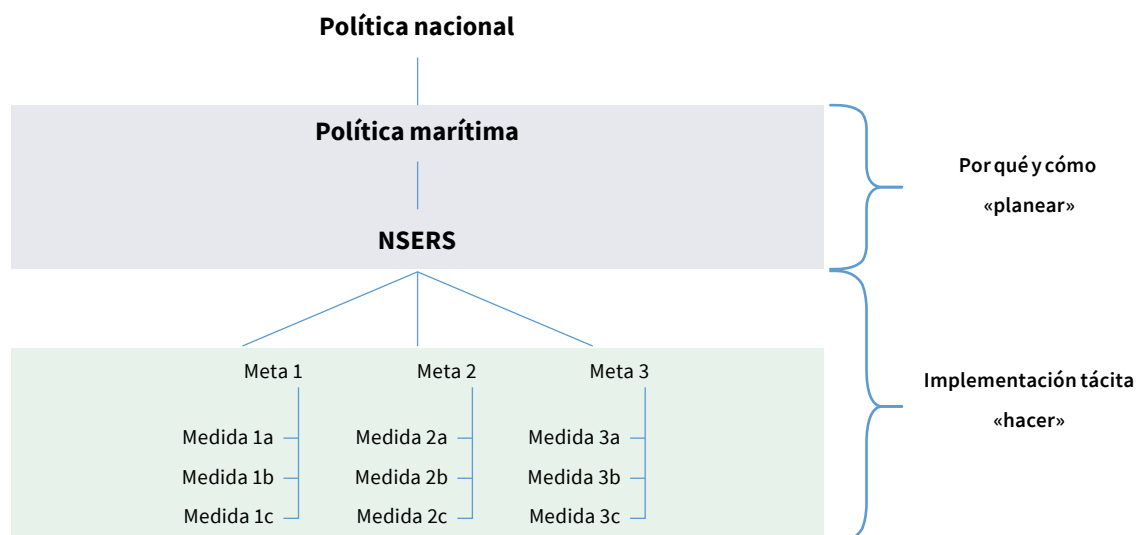 Política nacional
Política marítima
Por qué y cómo
«planear»
NSERS
Meta 1 Meta 2 Meta 3
Implementación tácita
«hacer»
Medida 1a Medida 2a Medida 3a
Medida 1b Medida 2b Medida 3b
Medida 1c Medida 2c Medida 3c